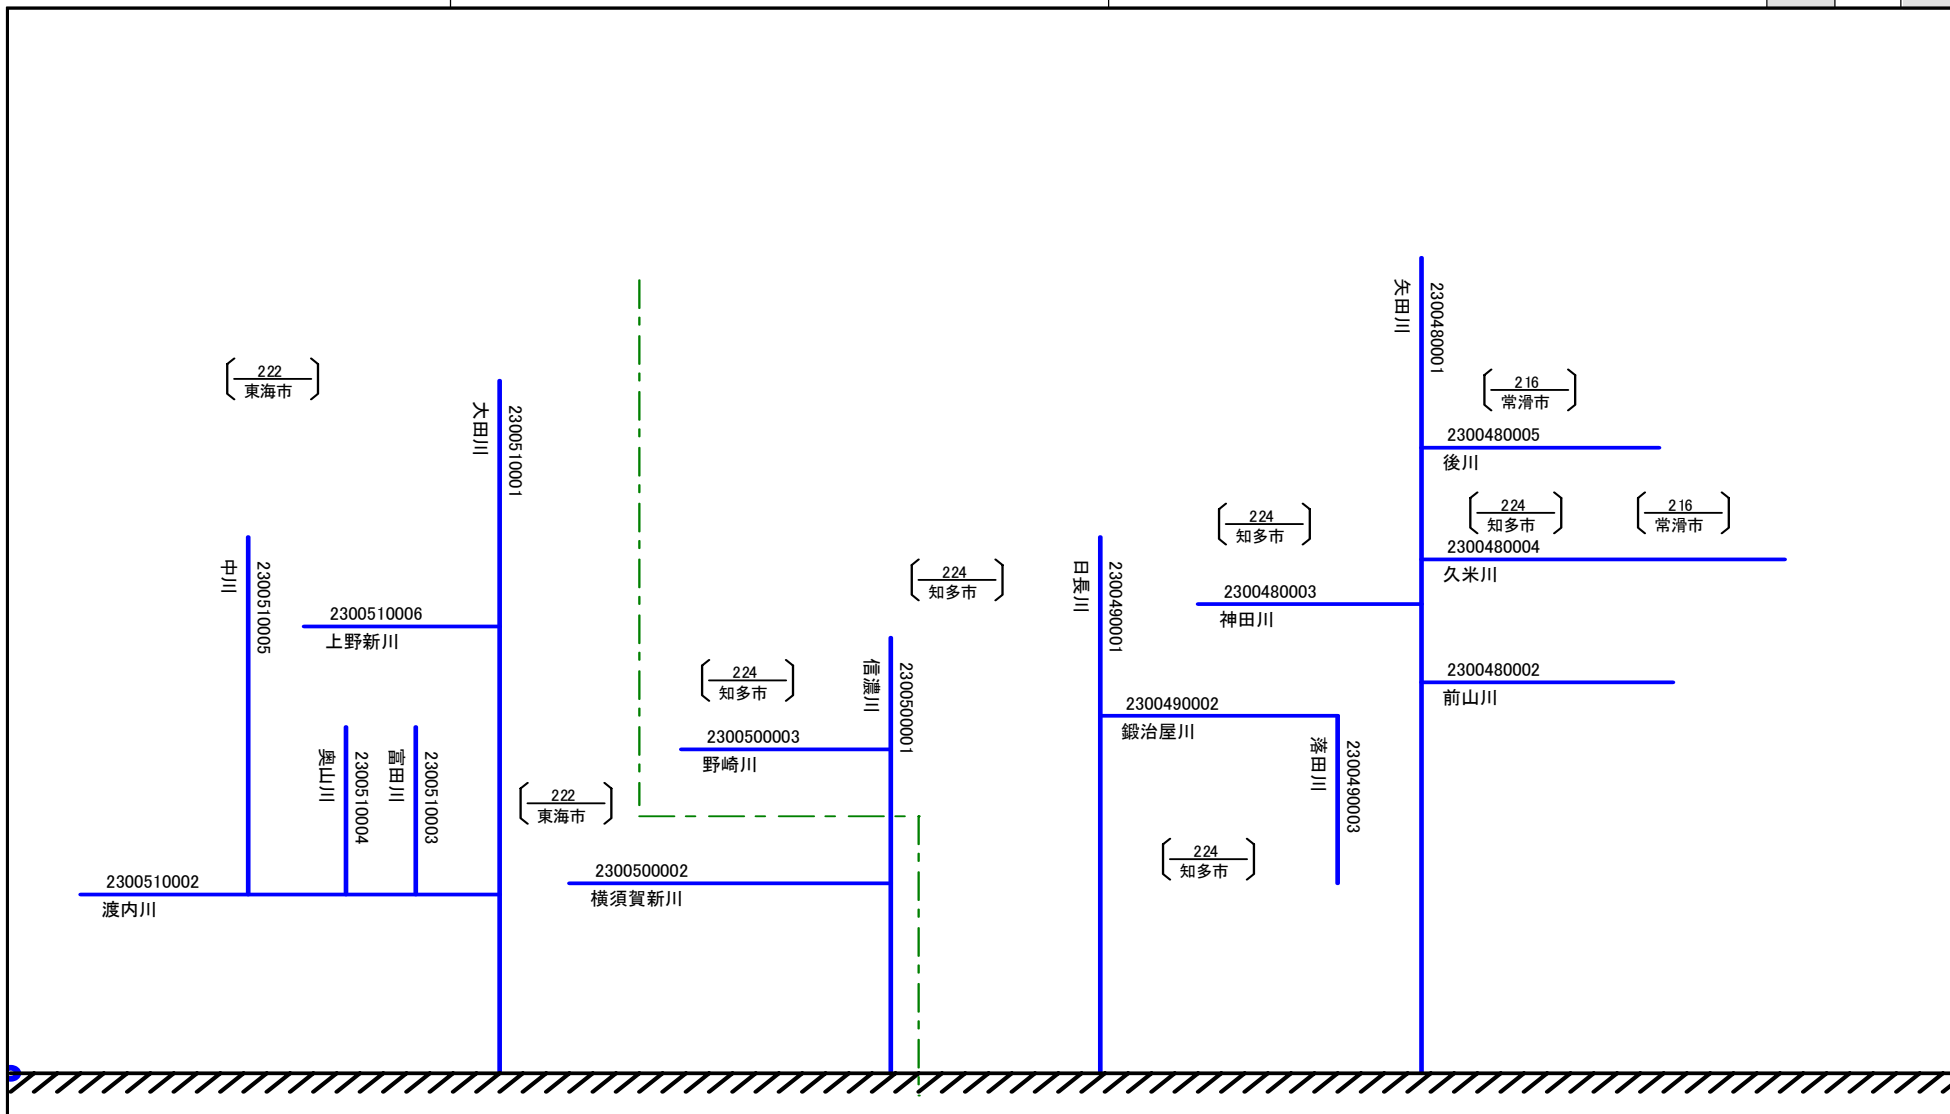 222
東海市
中川
2300510005
2300510006
上野新川
大田川
2300510001
奥山川
2300510004
富田川
2300510003
2300510002
渡内川
222
東海市
224
知多市
2300500003
野崎川
2300500002
横須賀新川
信濃川
2300500001
224
知多市
日長川
2300490001
2300490002
鍛治屋川
落田川
2300490003
224
知多市
224
知多市
2300480003
神田川
矢田川
2300480001
216
常滑市
2300480005
後川
224
知多市
216
常滑市
2300480004
久米川
2300480002
前山川